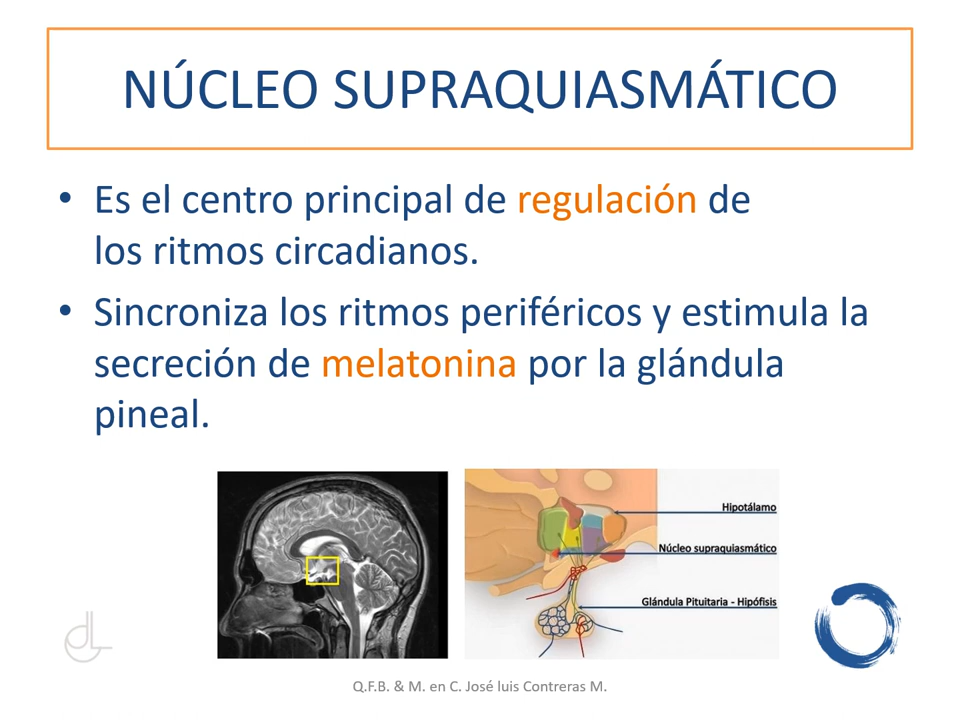 NÚCLEO SUPRAQUIASMÁTICO
• Es el centro principal de regulación de
los ritmos circadianos.
• Sincroniza los ritmos periféricos y estimula la
secreción de melatonina por la glándula
pineal.
Hipotálamo
Núcleo supraquiasmático
Glándula Pituitaria - Hipófisis
Q.F.B. & M. en C. José luis Contreras M.